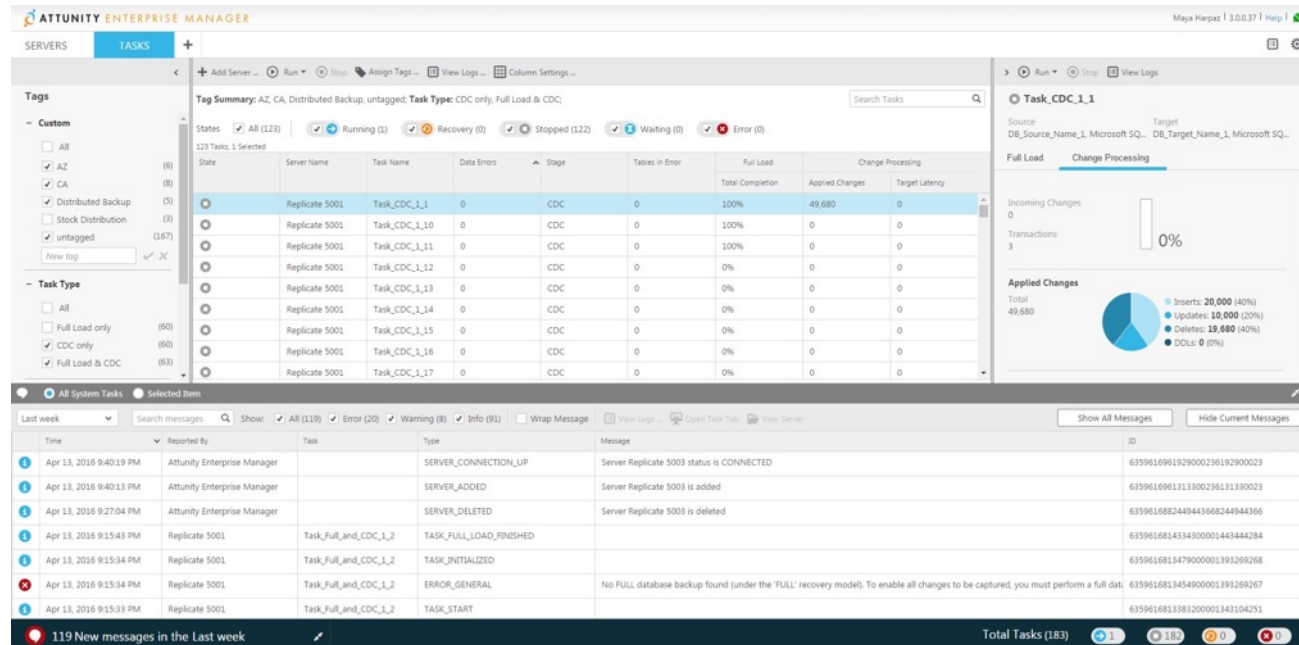 ATTUNITY ENTERPRISE MANAGER
Maya Harpaz | 3.0.0.37 | Help |
SERVERS TASKS +
Add Server ... Run Stop Assign Tags ... View Logs ... Column Settings ...
Run Stop View Logs
Tags
Tag Summary: AZ, CA, Distributed Backup, untagged; Task Type: CDC only, Full Load & CDC;
Search Tasks
Task_CDC_1_1
Custom
All
AZ (6)
CA (8)
Distributed Backup (5)
Stock Distribution (3)
untagged (167)
New tag
Task Type
All
Full Load only (60)
CDC only (60)
Full Load & CDC (63)
States All (123) Running (1) Recovery (0) Stopped (122) Waiting (0) Error (0)
123 Tasks, 1 Selected
State Server Name Task Name Data Errors Stage Tables in Error Full Load Change Processing
Total Completion Applied Changes Target Latency
Replicate 5001 Task_CDC_1_1 0 CDC 0 100% 49,680 0
Replicate 5001 Task_CDC_1_10 0 CDC 0 100% 0 0
Replicate 5001 Task_CDC_1_11 0 CDC 0 100% 0 0
Replicate 5001 Task_CDC_1_12 0 CDC 0 0% 0 0
Replicate 5001 Task_CDC_1_13 0 CDC 0 0% 0 0
Replicate 5001 Task_CDC_1_14 0 CDC 0 0% 0 0
Replicate 5001 Task_CDC_1_15 0 CDC 0 0% 0 0
Replicate 5001 Task_CDC_1_16 0 CDC 0 0% 0 0
Replicate 5001 Task_CDC_1_17 0 CDC 0 0% 0 0
Source Target
DB_Source_Name_1, Microsoft SQ... DB_Target_Name_1, Microsoft SQ...
Full Load Change Processing
Incoming Changes
0
Transactions
3
0%
Applied Changes
Total
49,680
Inserts: 20,000 (40%)
Updates: 10,000 (20%)
Deletes: 19,680 (40%)
DDLs: 0 (0%)
All System Tasks Selected Item
Last week Search messages Show: All (119) Error (20) Warning (8) Info (91) Wrap Message View Logs ... Open Task Tab View Server Show All Messages Hide Current Messages
Time Reported By Task Type Message ID
Apr 13, 2016 9:40:19 PM Attunity Enterprise Manager SERVER_CONNECTION_UP Server Replicate 5003 status is CONNECTED 635961696192900023619290023
Apr 13, 2016 9:40:13 PM Attunity Enterprise Manager SERVER_ADDED Server Replicate 5003 is added 635961696131330023613133​0023
Apr 13, 2016 9:27:04 PM Attunity Enterprise Manager SERVER_DELETED Server Replicate 5003 is deleted 635961688244944366824494​4366
Apr 13, 2016 9:15:43 PM Replicate 5001 Task_Full_and_CDC_1_2 TASK_FULL_LOAD_FINISHED 6359616814334300001443444284
Apr 13, 2016 9:15:34 PM Replicate 5001 Task_Full_and_CDC_1_2 TASK_INITIALIZED 6359616813479000001393269268
Apr 13, 2016 9:15:34 PM Replicate 5001 Task_Full_and_CDC_1_2 ERROR_GENERAL No FULL database backup found (under the 'FULL' recovery model). To enable all changes to be captured, you must perform a full dat 6359616813454900001393269267
Apr 13, 2016 9:15:33 PM Replicate 5001 Task_Full_and_CDC_1_2 TASK_START 6359616813383200001343104251
119 New messages in the Last week Total Tasks (183) 1 182 0 0